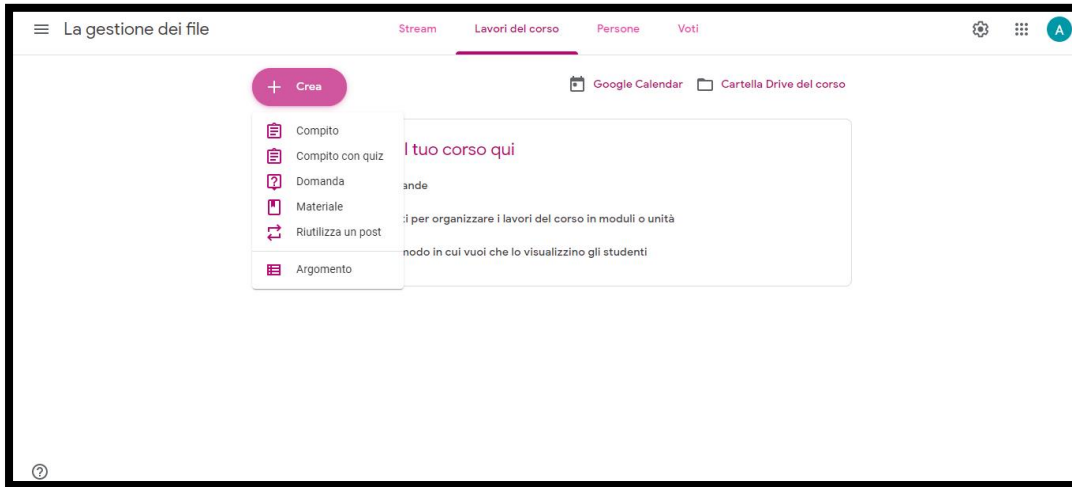 La gestione dei file
Stream Lavori del corso Persone Voti
A
Crea
Google Calendar Cartella Drive del corso
Compito
Compito con quiz
Domanda
Materiale
Riutilizza un post
Argomento
l tuo corso qui
ande
i per organizzare i lavori del corso in moduli o unità
modo in cui vuoi che lo visualizzino gli studenti